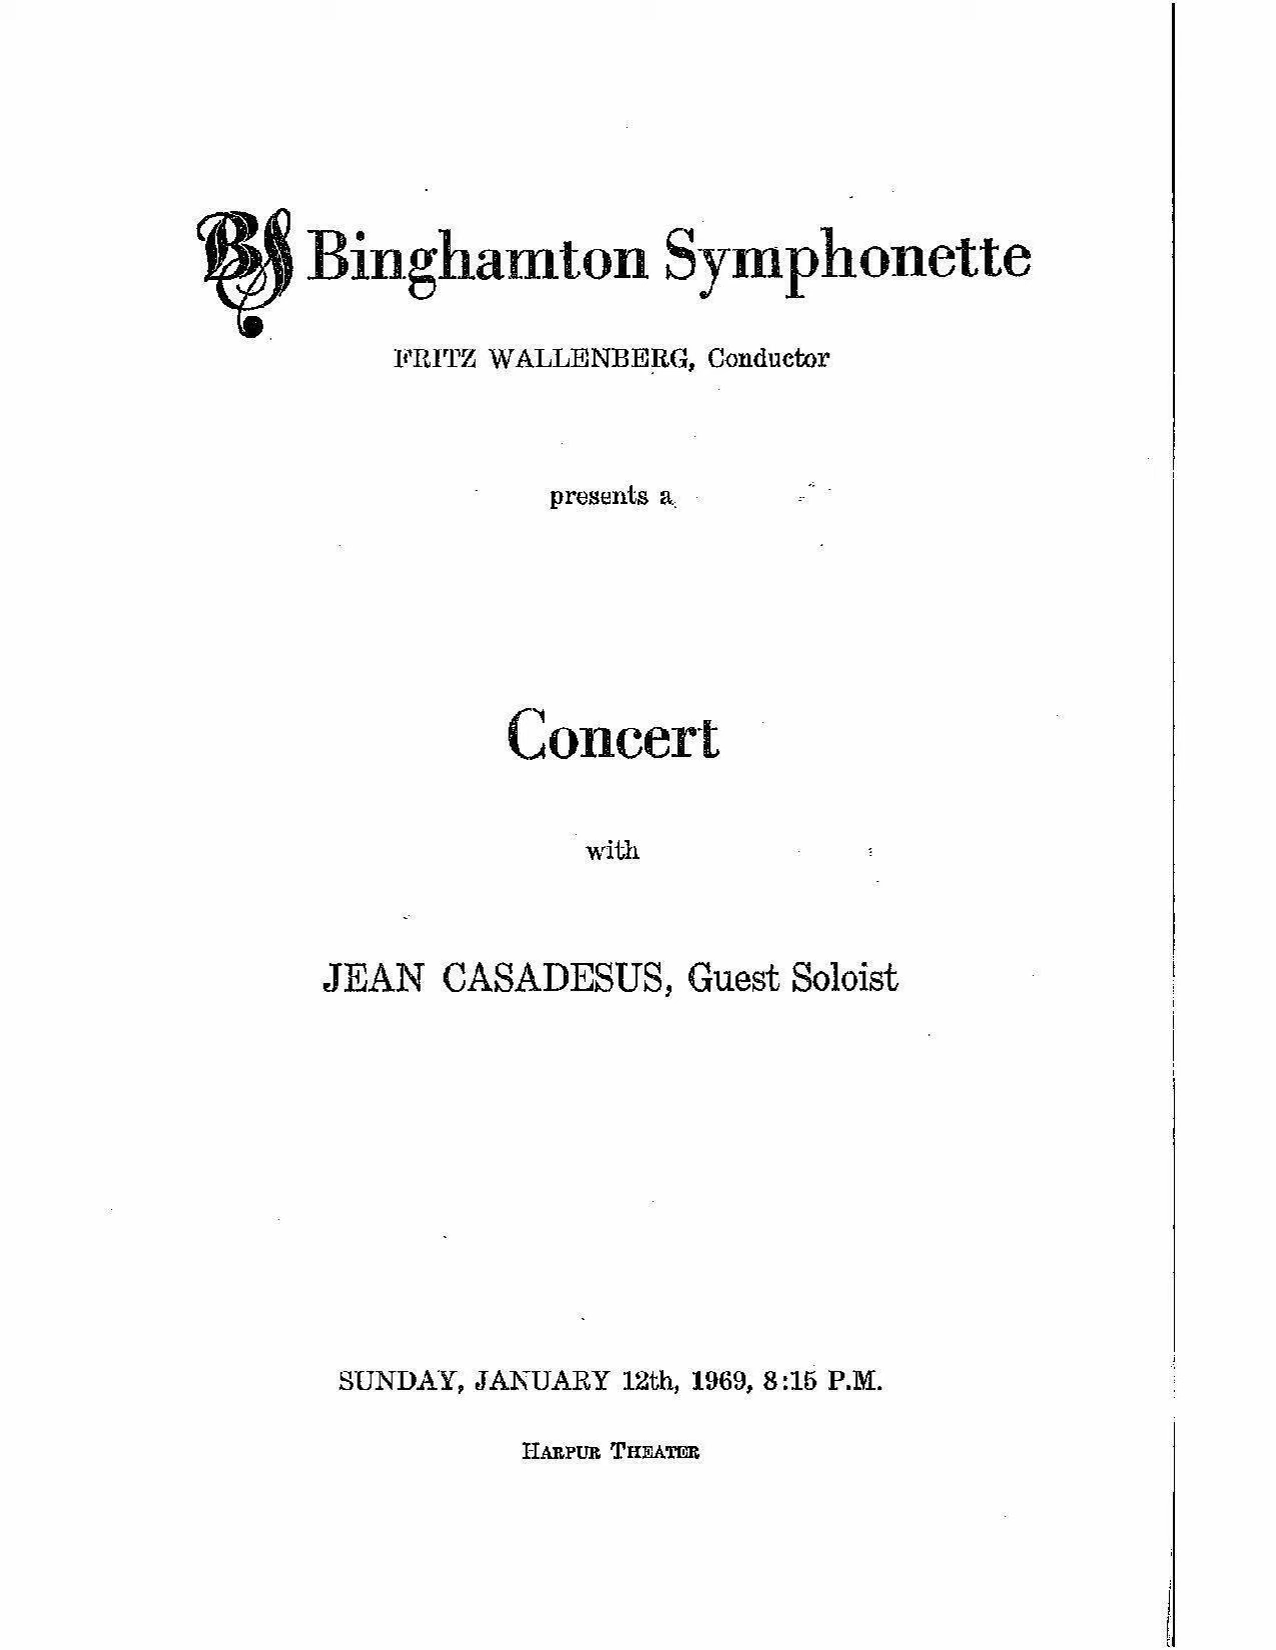 BS Binghamton Symphonette
FRITZ WALLENBERG, Conductor
presents a
Concert
with
JEAN CASADESUS, Guest Soloist
SUNDAY, JANUARY 12th, 1969, 8:15 P.M.
HARPUR THEATER